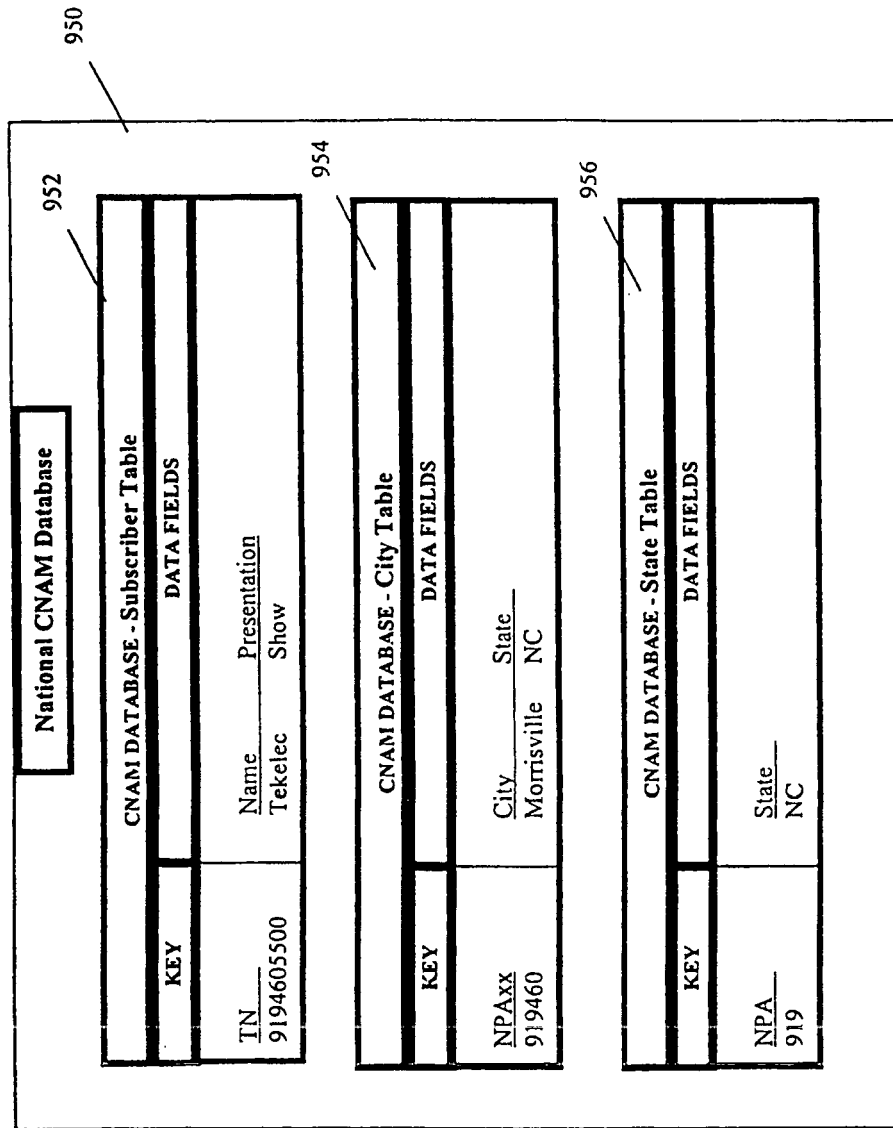 National CNAM Database
950
952
CNAM DATABASE - Subscriber Table
KEY DATA FIELDS
TN Name Presentation
9194605500 Tekelec Show
954
CNAM DATABASE - City Table
KEY DATA FIELDS
NPAxx City State
919460 Morrisville NC
956
CNAM DATABASE - State Table
KEY DATA FIELDS
NPA State
919 NC